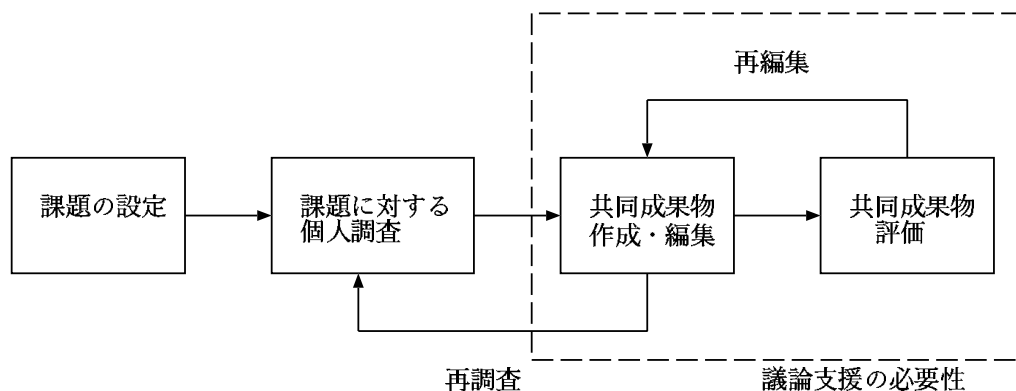 再編集
課題の設定
課題に対する
個人調査
共同成果物
作成・編集
共同成果物
評価
再調査
議論支援の必要性